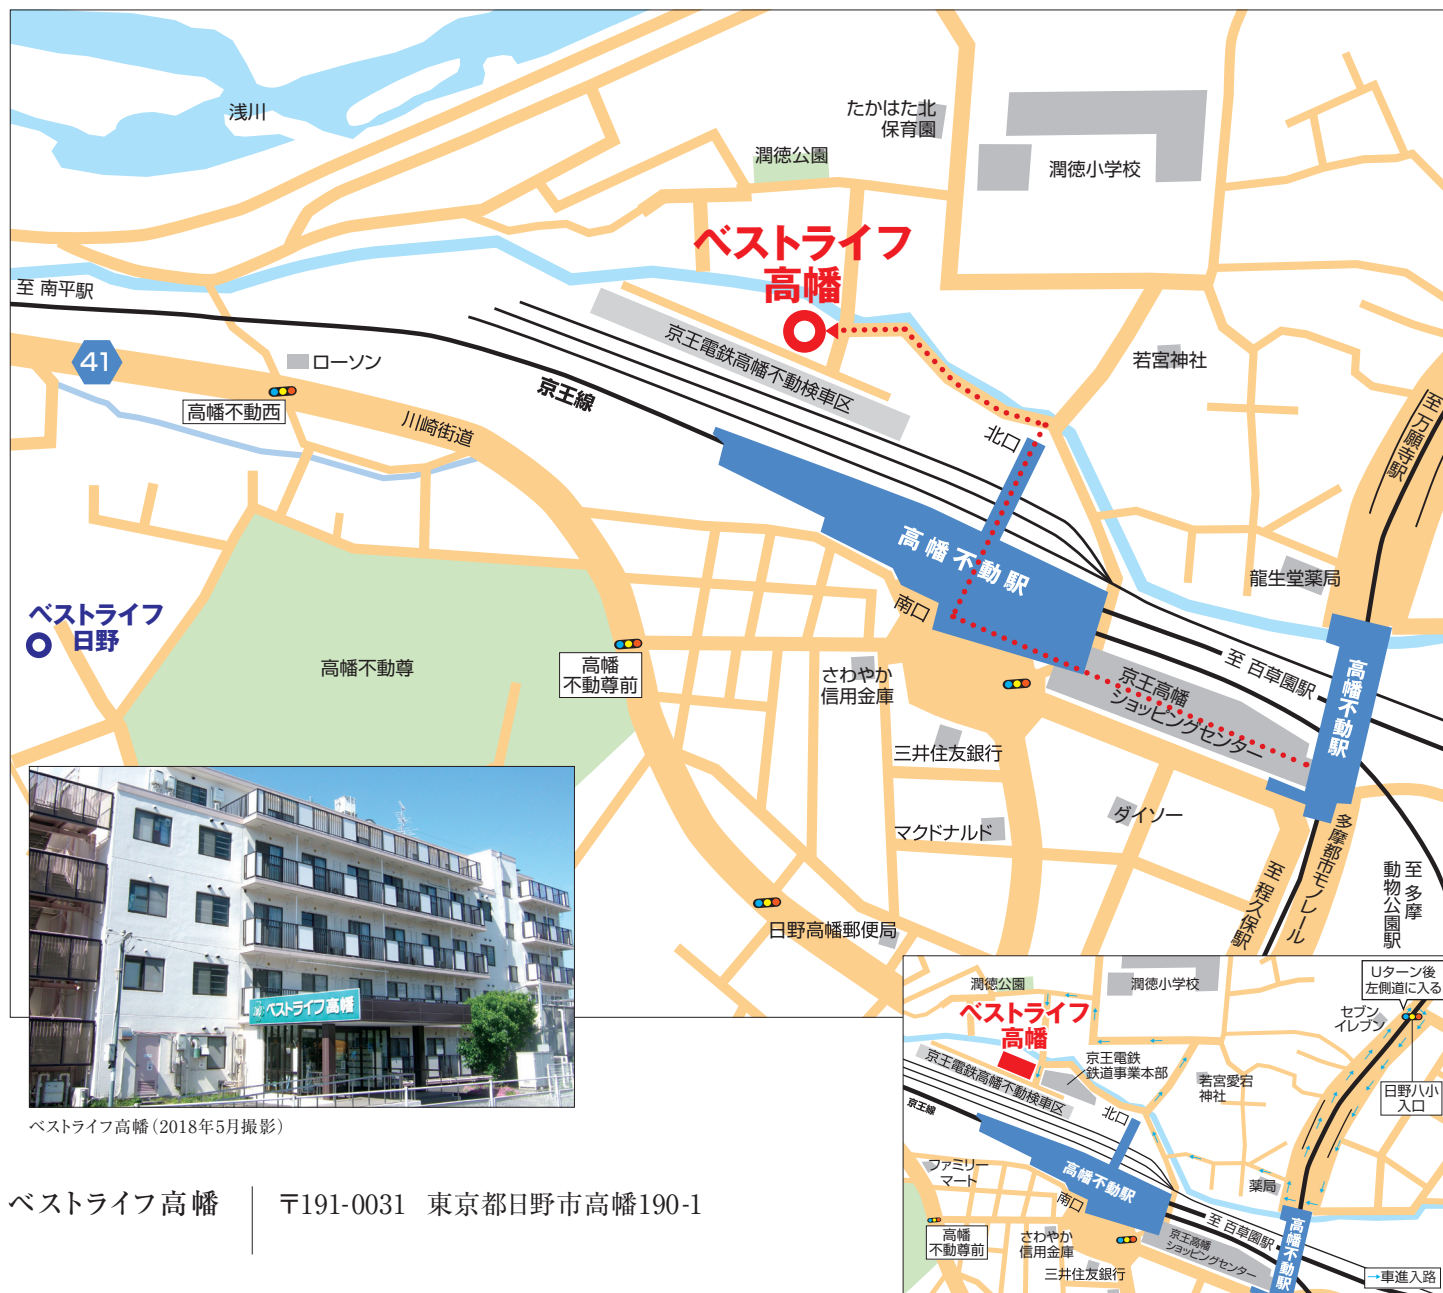 浅川
たかはた北
保育園
潤徳公園
潤徳小学校
ベストライフ
高幡
至 南平駅
41
ローソン
高幡不動西
川崎街道
京王線
京王電鉄高幡不動検車区
北口
若宮神社
至 万願寺駅
高幡不動駅
南口
龍生堂薬局
ベストライフ
日野
高幡不動尊
高幡
不動尊前
さわやか
信用金庫
京王高幡
ショッピングセンター
至 百草園駅
高幡不動駅
三井住友銀行
マクドナルド
ダイソー
日野高幡郵便局
多摩都市モノレール
至 程久保駅
至 多摩
動物公園駅
ベストライフ高幡
ベストライフ高幡(2018年5月撮影)
ベストライフ高幡
〒191-0031 東京都日野市高幡190-1
潤徳公園
潤徳小学校
Uターン後
左側道に入る
セブン
イレブン
ベストライフ
高幡
京王電鉄高幡不動検車区
京王電鉄
鉄道事業本部
若宮愛宕
神社
日野八小
入口
京王線
北口
ファミリー
マート
高幡不動駅
南口
薬局
高幡
不動尊前
さわやか
信用金庫
三井住友銀行
京王高幡
ショッピングセンター
至 百草園駅
高幡不動駅
→車進入路